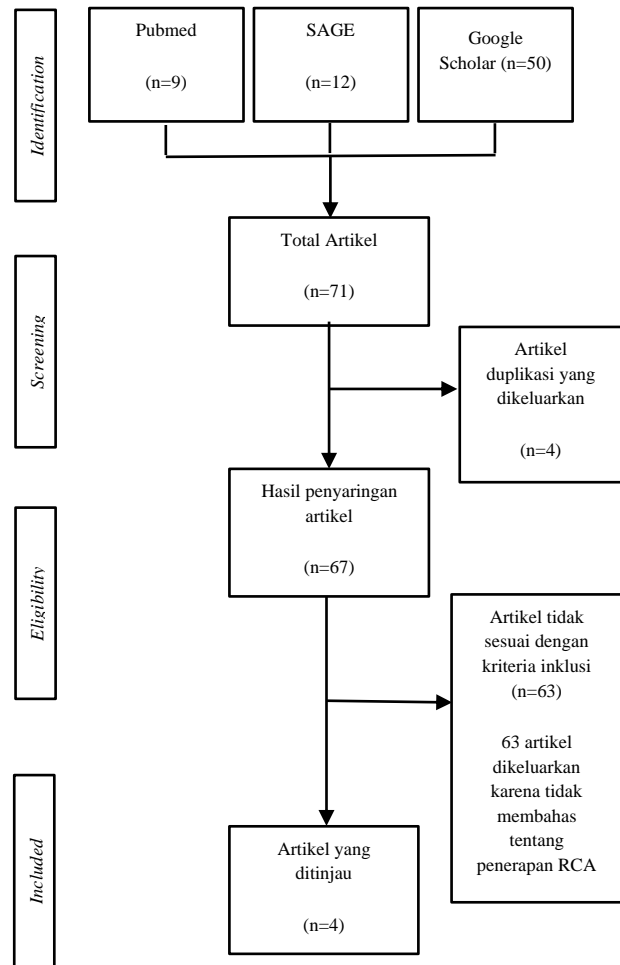 Identification
Pubmed
(n=9)
SAGE
(n=12)
Google
Scholar (n=50)
Total Artikel
(n=71)
Screening
Artikel
duplikasi yang
dikeluarkan
(n=4)
Hasil penyaringan
artikel
(n=67)
Eligibility
Artikel tidak
sesuai dengan
kriteria inklusi
(n=63)
63 artikel
dikeluarkan
karena tidak
membahas
tentang
penerapan RCA
Included
Artikel yang
ditinjau
(n=4)